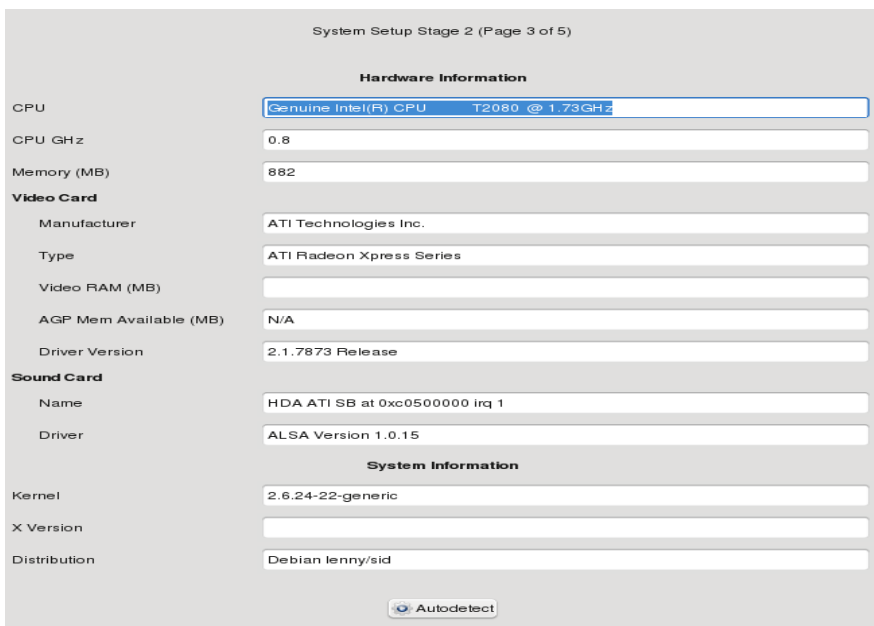 System Setup Stage 2 (Page 3 of 5)
Hardware Information
CPU Genuine Intel(R) CPU T2080 @ 1.73GHz
CPU GHz 0.8
Memory (MB) 882
Video Card
Manufacturer ATI Technologies Inc.
Type ATI Radeon Xpress Series
Video RAM (MB)
AGP Mem Available (MB) N/A
Driver Version 2.1.7873 Release
Sound Card
Name HDA ATI SB at 0xc0500000 irq 1
Driver ALSA Version 1.0.15
System Information
Kernel 2.6.24-22-generic
X Version
Distribution Debian lenny/sid
Autodetect